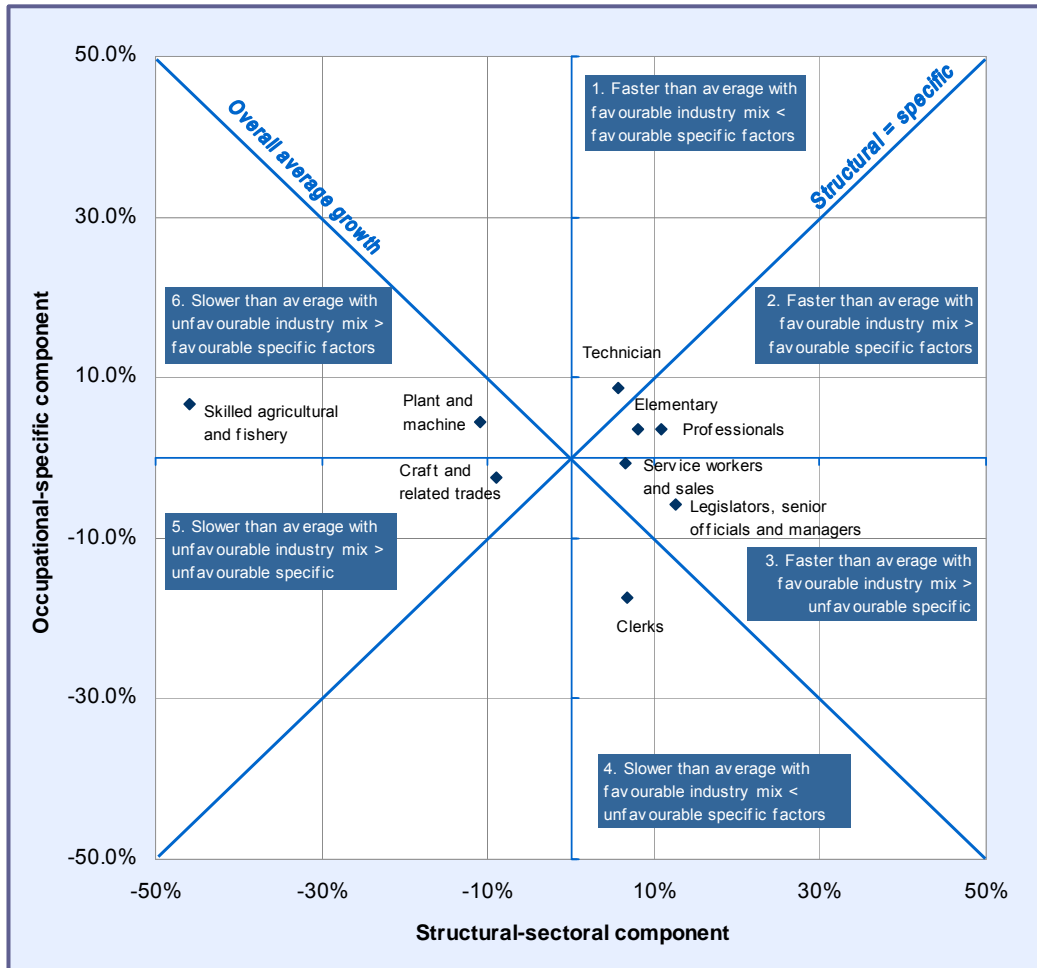 50.0%
30.0%
10.0%
-10.0%
-30.0%
-50.0%
Occupational-specific component
Overall average growth
Structural = specific
1. Faster than average with
favourable industry mix <
favourable specific factors
6. Slower than average with
unfavourable industry mix >
favourable specific factors
2. Faster than average with
favourable industry mix >
favourable specific factors
Technician
Elementary
Professionals
Plant and
machine
Skilled agricultural
and fishery
Craft and
related trades
Service workers
and sales
Legislators, senior
officials and managers
5. Slower than average with
unfavourable industry mix >
unfavourable specific
3. Faster than average with
favourable industry mix >
unfavourable specific
Clerks
4. Slower than average with
favourable industry mix <
unfavourable specific factors
-50%
-30%
-10%
10%
30%
50%
Structural-sectoral component